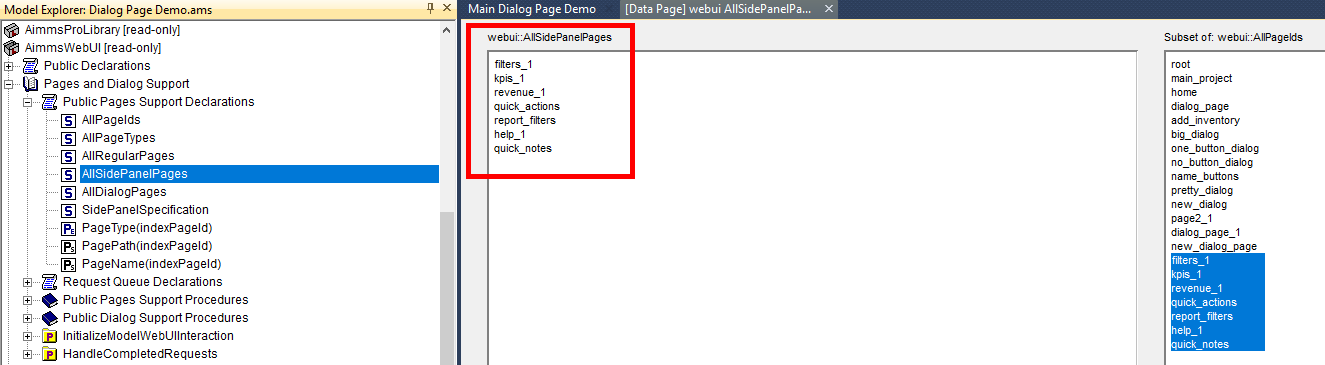 Model Explorer: Dialog Page Demo.ams
AimmsProLibrary [read-only]
AimmsWebUI [read-only]
Public Declarations
Pages and Dialog Support
Public Pages Support Declarations
S AllPageIds
S AllPageTypes
S AllRegularPages
S AllSidePanelPages
S AllDialogPages
S SidePanelSpecification
PE PageType(indexPageId)
PS PagePath(indexPageId)
PS PageName(indexPageId)
Request Queue Declarations
Public Pages Support Procedures
Public Dialog Support Procedures
P InitializeModelWebUIInteraction
P HandleCompletedRequests
Main Dialog Page Demo
[Data Page] webui AllSidePanelPa...
webui::AllSidePanelPages
filters_1
kpis_1
revenue_1
quick_actions
report_filters
help_1
quick_notes
Subset of: webui::AllPageIds
root
main_project
home
dialog_page
add_inventory
big_dialog
one_button_dialog
no_button_dialog
name_buttons
pretty_dialog
new_dialog
page2_1
dialog_page_1
new_dialog_page
filters_1
kpis_1
revenue_1
quick_actions
report_filters
help_1
quick_notes